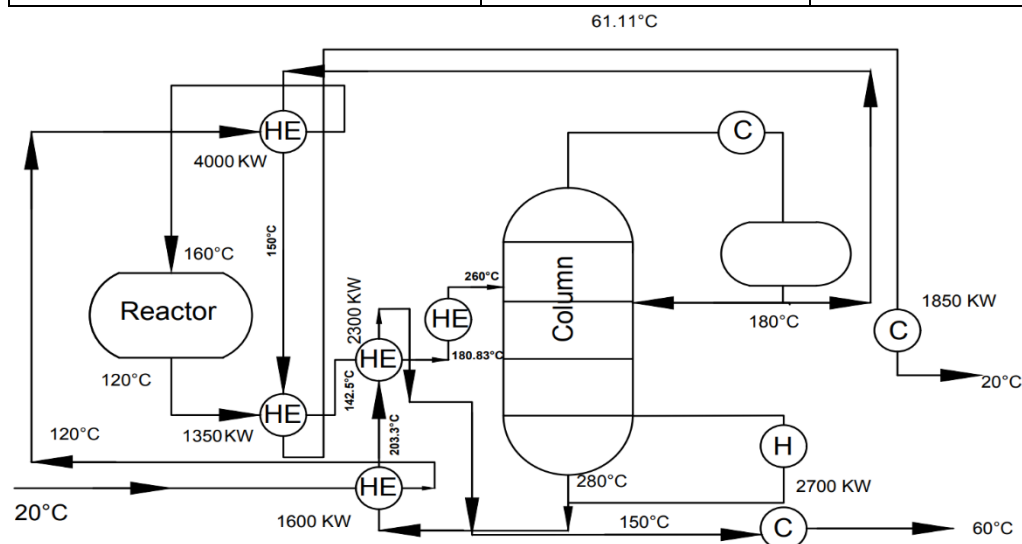 61.11°C
HE
4000 KW
C
160°C
150°C
Reactor
120°C
HE
1350 KW
142.5°C
2300 KW
HE
HE
260°C
180.83°C
Column
180°C
1850 KW
C
20°C
203.3°C
120°C
20°C
HE
1600 KW
280°C
H
2700 KW
150°C
C
60°C